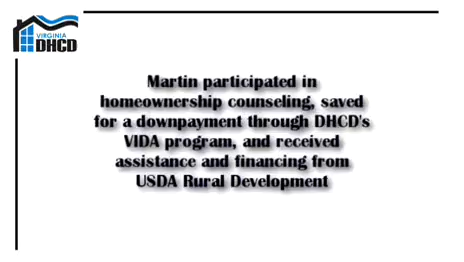 VIRGINIA
DHCD
Martin participated in
homeownership counseling, saved
for a downpayment through DHCD's
VIDA program, and received
assistance and financing from
USDA Rural Development